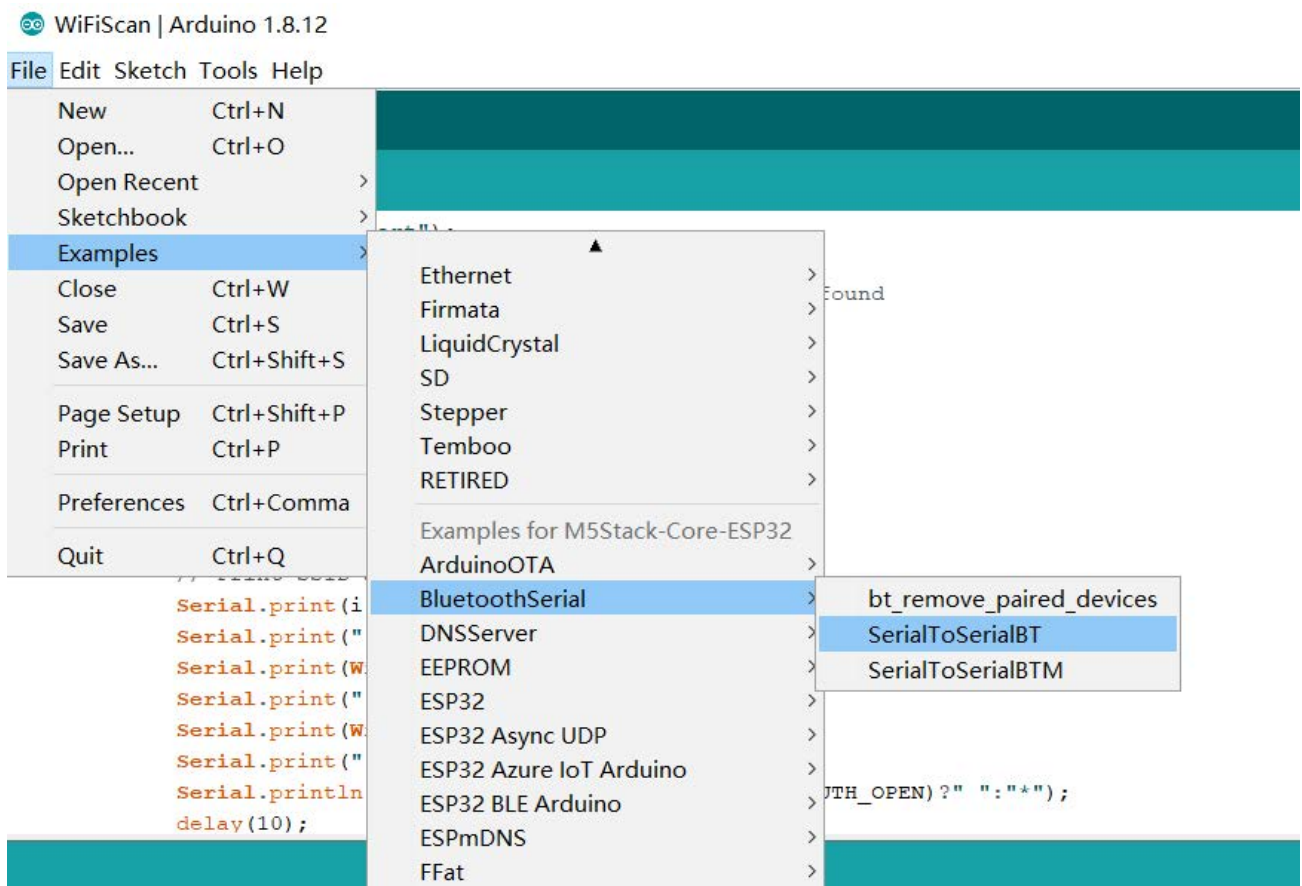 WiFiScan | Arduino 1.8.12
File Edit Sketch Tools Help
New Ctrl+N
Open... Ctrl+O
Open Recent
Sketchbook
Examples
Close Ctrl+W
Save Ctrl+S
Save As... Ctrl+Shift+S
Page Setup Ctrl+Shift+P
Print Ctrl+P
Preferences Ctrl+Comma
Quit Ctrl+Q
Ethernet
Firmata
LiquidCrystal
SD
Stepper
Temboo
RETIRED
Examples for M5Stack-Core-ESP32
ArduinoOTA
BluetoothSerial
DNSServer
EEPROM
ESP32
ESP32 Async UDP
ESP32 Azure IoT Arduino
ESP32 BLE Arduino
ESPmDNS
FFat
bt_remove_paired_devices
SerialToSerialBT
SerialToSerialBTM
found
Serial.print(i
Serial.print("
Serial.print(W
Serial.print("
Serial.print(W
Serial.print("
Serial.println UTH_OPEN)?" ":"*");
delay(10);